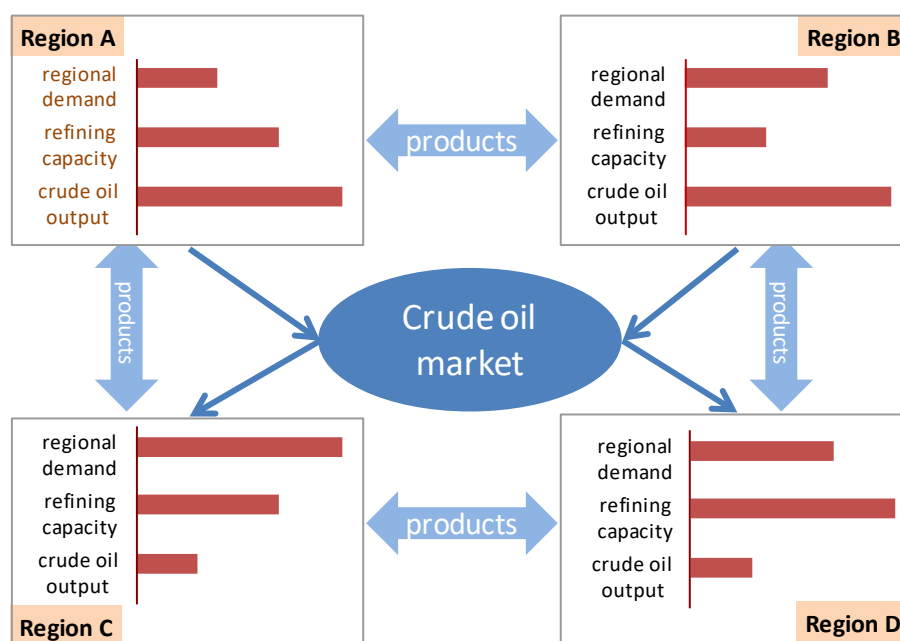 Region A
regional
demand
refining
capacity
crude oil
output
products
Region B
regional
demand
refining
capacity
crude oil
output
products
Crude oil
market
products
regional
demand
refining
capacity
crude oil
output
Region C
products
regional
demand
refining
capacity
crude oil
output
Region D